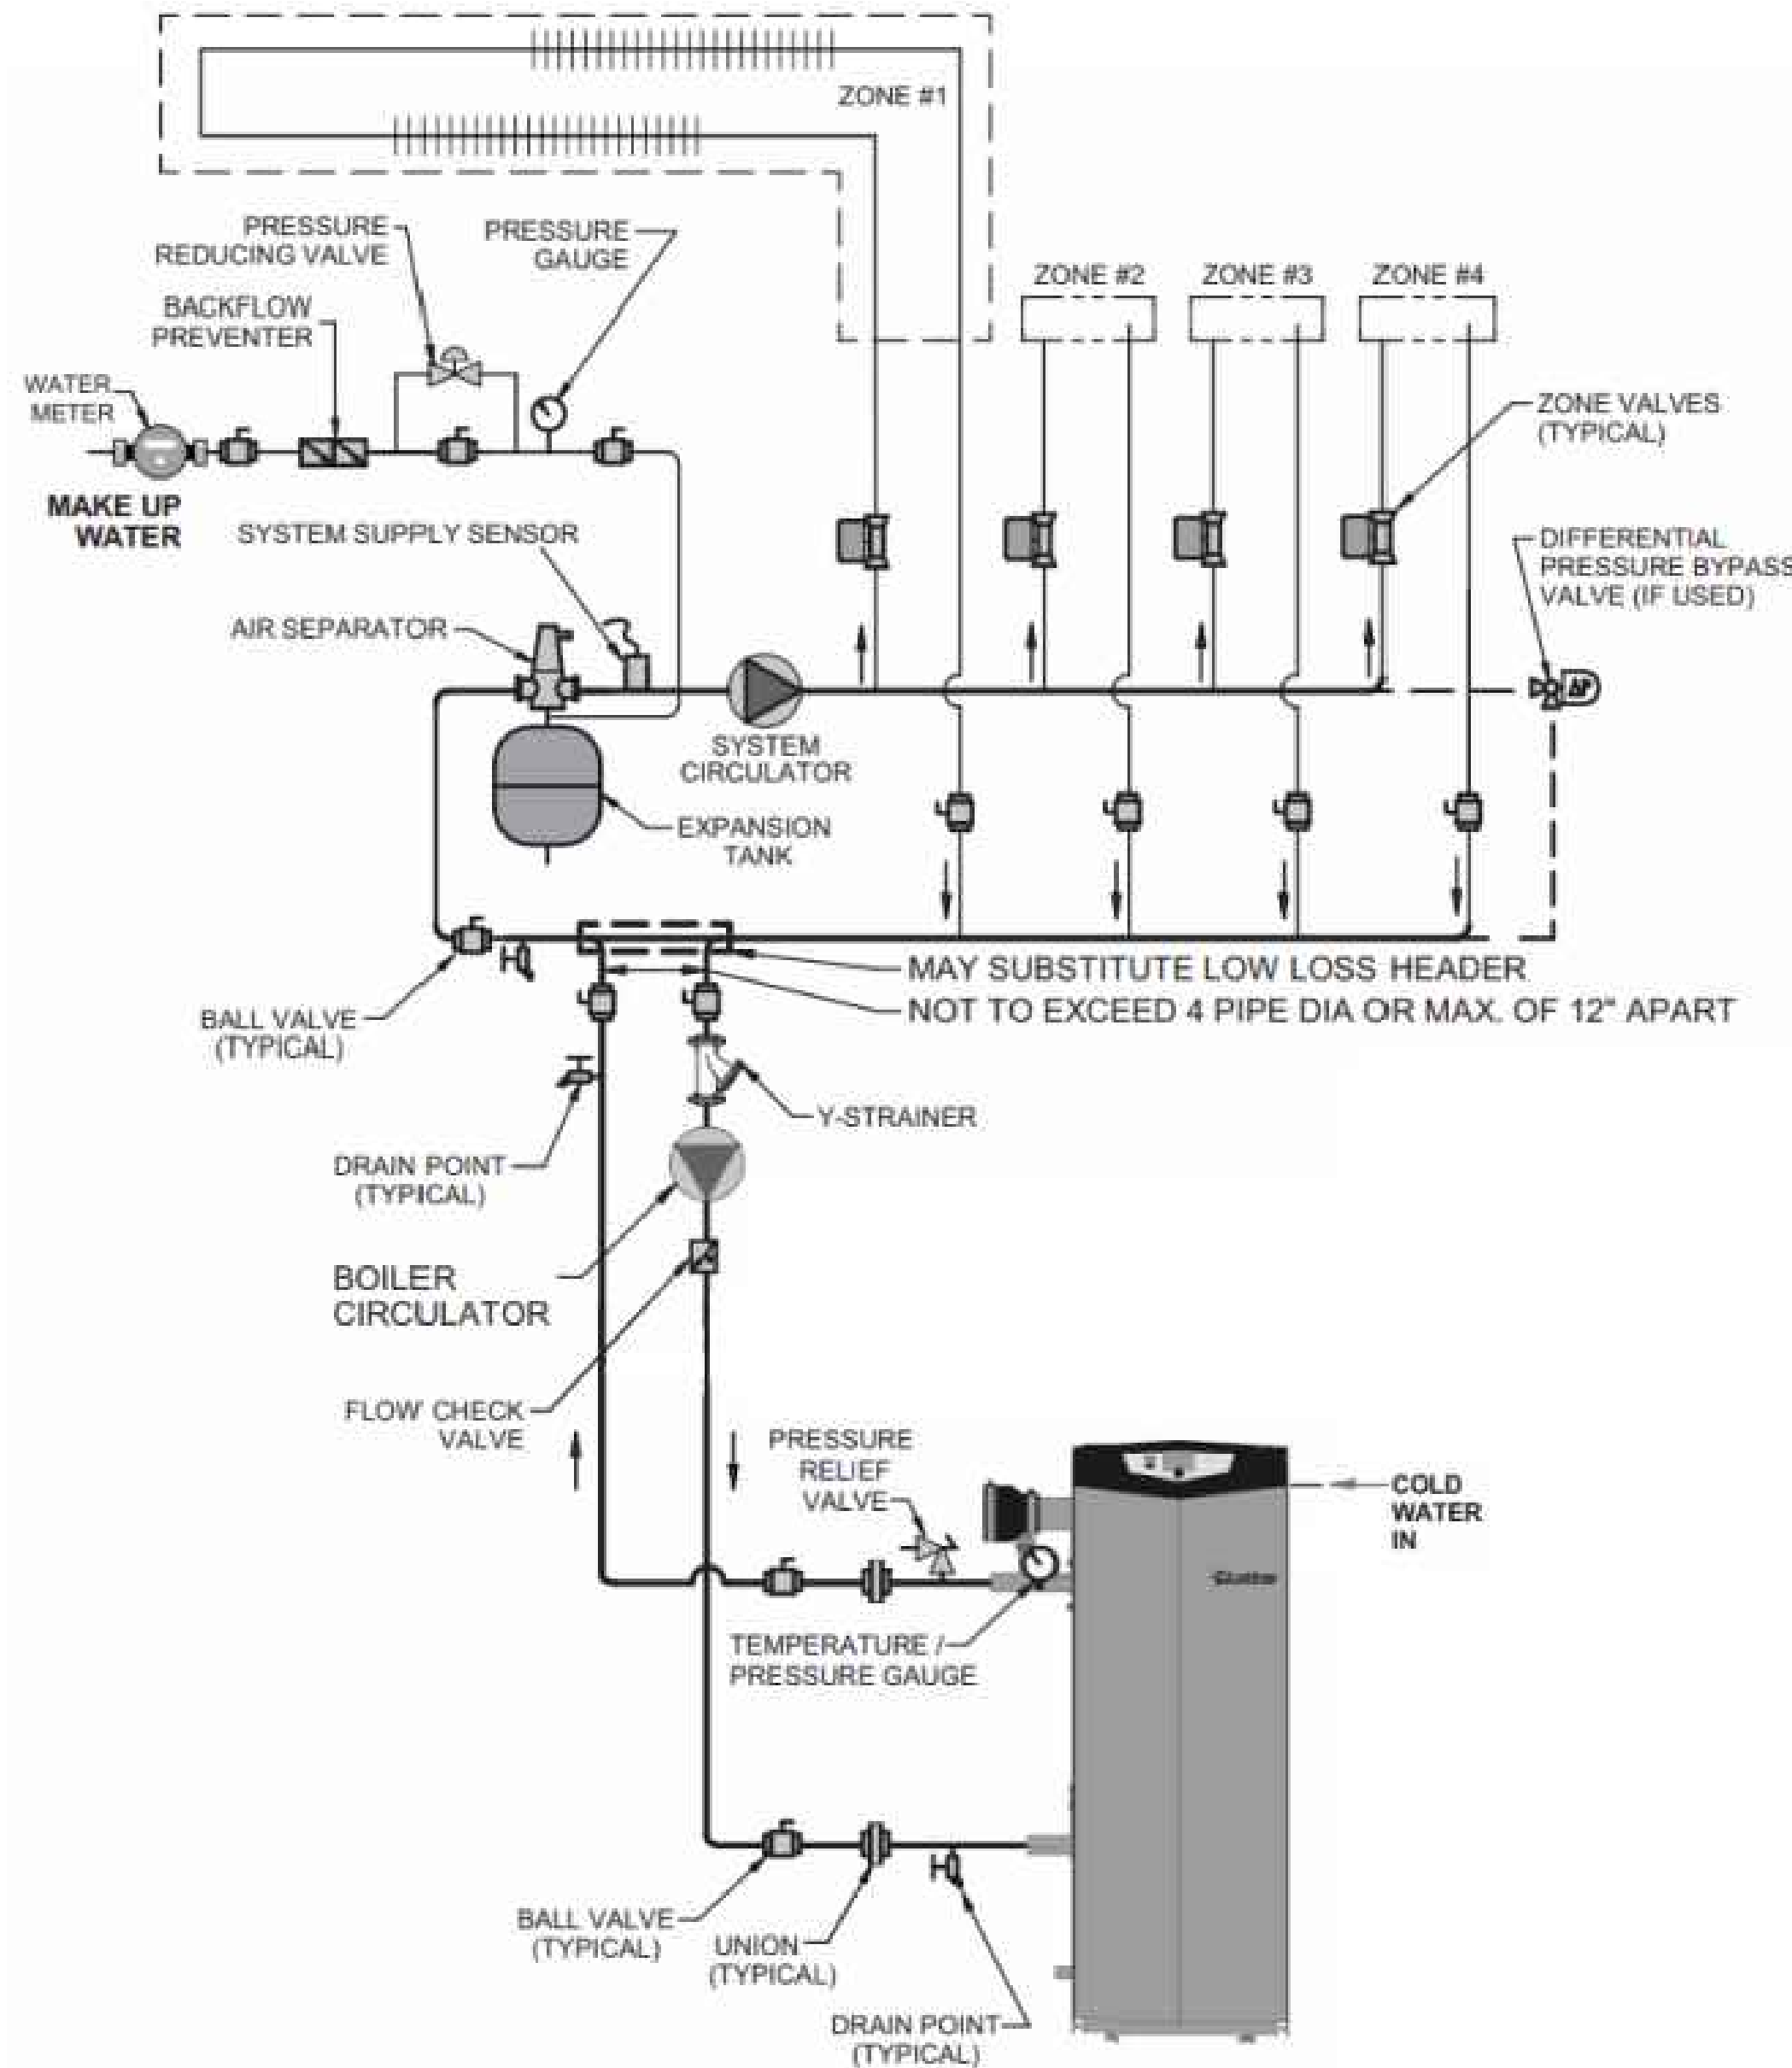 ZONE #1
PRESSURE
REDUCING VALVE
PRESSURE
GAUGE
BACKFLOW
PREVENTER
ZONE #2
ZONE #3
ZONE #4
WATER
METER
ZONE VALVES
(TYPICAL)
MAKE UP
WATER
SYSTEM SUPPLY SENSOR
DIFFERENTIAL
PRESSURE BYPASS
VALVE (IF USED)
AIR SEPARATOR
ΔP
SYSTEM
CIRCULATOR
EXPANSION
TANK
MAY SUBSTITUTE LOW LOSS HEADER
NOT TO EXCEED 4 PIPE DIA OR MAX. OF 12" APART
BALL VALVE
(TYPICAL)
Y-STRAINER
DRAIN POINT
(TYPICAL)
BOILER
CIRCULATOR
FLOW CHECK
VALVE
PRESSURE
RELIEF
VALVE
COLD
WATER
IN
TEMPERATURE /
PRESSURE GAUGE
BALL VALVE
(TYPICAL)
UNION
(TYPICAL)
DRAIN POINT
(TYPICAL)